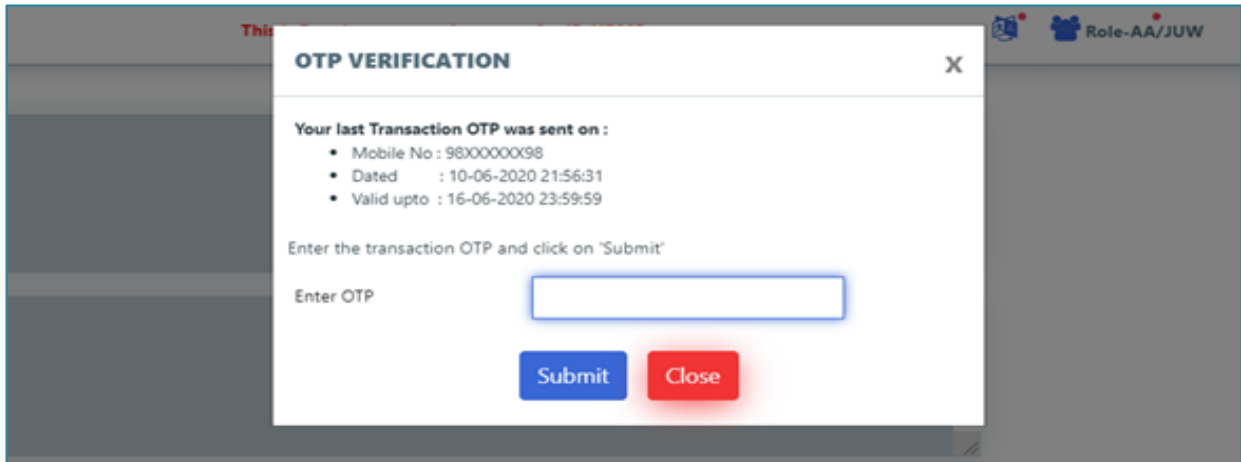 This
Role-AA/JUW
OTP VERIFICATION
X
Your last Transaction OTP was sent on :
• Mobile No : 98XXXXXX98
• Dated : 10-06-2020 21:56:31
• Valid upto : 16-06-2020 23:59:59
Enter the transaction OTP and click on 'Submit'
Enter OTP
Submit
Close